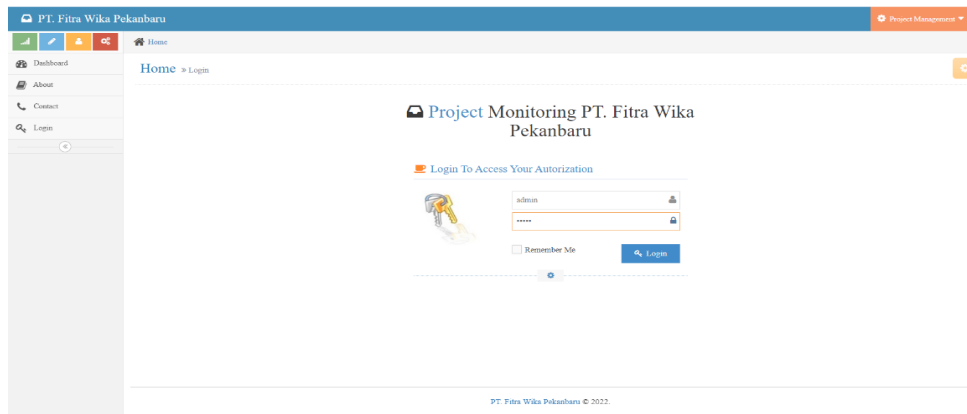 PT. Fitra Wika Pekanbaru
Project Management
Home
Dashboard
About
Contact
Login
Home » Login
Project Monitoring PT. Fitra Wika
Pekanbaru
Login To Access Your Autorization
admin
•••••
Remember Me
Login
PT. Fitra Wika Pekanbaru © 2022.